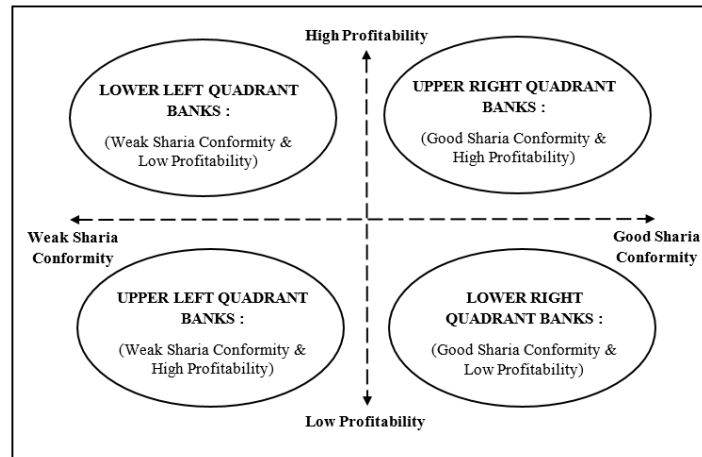 High Profitability
LOWER LEFT QUADRANT
BANKS :
(Weak Sharia Conformity &
Low Profitability)
UPPER RIGHT QUADRANT
BANKS :
(Good Sharia Conformity &
High Profitability)
Weak Sharia
Conformity
Good Sharia
Conformity
UPPER LEFT QUADRANT
BANKS :
(Weak Sharia Conformity &
High Profitability)
LOWER RIGHT
QUADRANT BANKS :
(Good Sharia Conformity &
Low Profitability)
Low Profitability